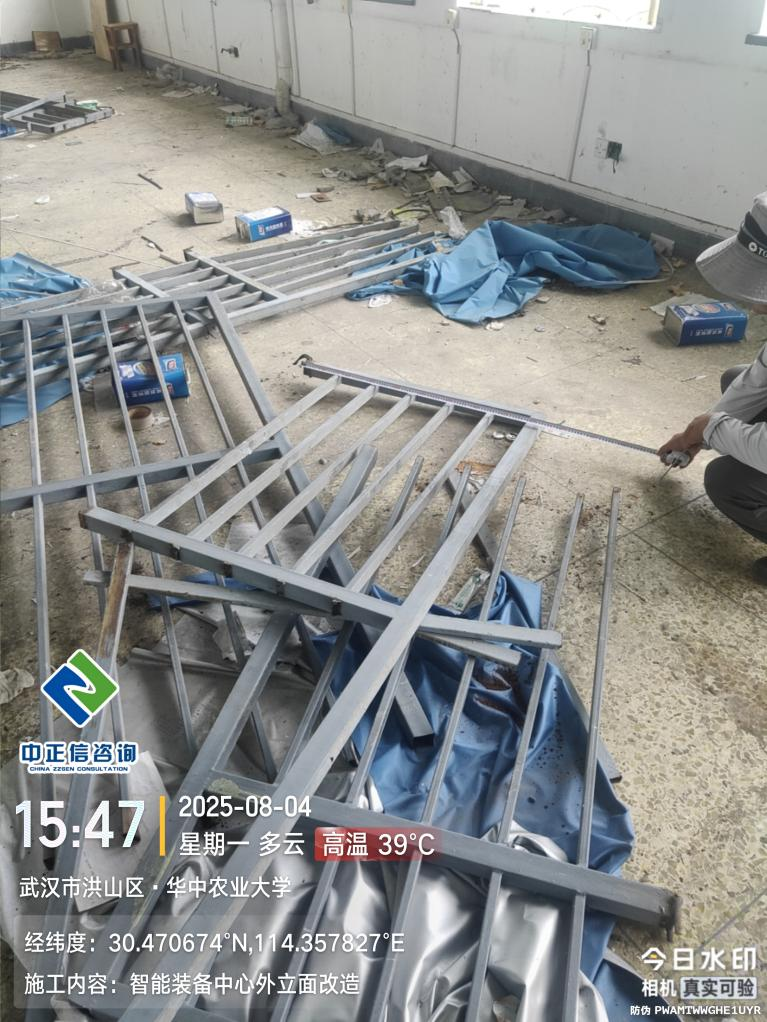 中正信咨询
CHINA ZZSEN CONSULTATION
15:47
2025-08-04
星期一 多云 高温 39°C
武汉市洪山区·华中农业大学
经纬度: 30.470674°N,114.357827°E
施工内容: 智能装备中心外立面改造
今日水印
相机 真实可验
防伪 PWAMTWWGHE1UYR